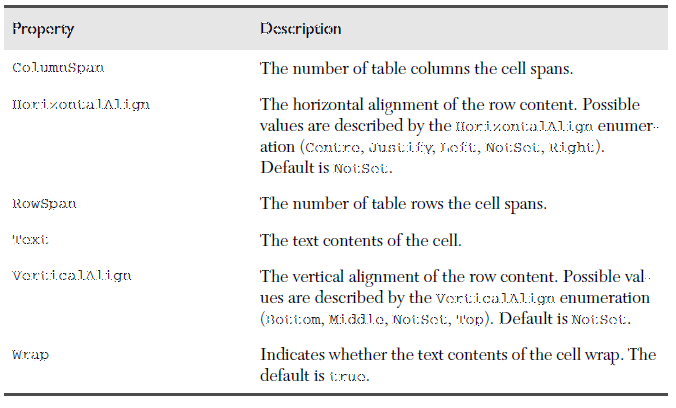 Property Description
ColumnSpan The number of table columns the cell spans.
HorizontalAlign The horizontal alignment of the row content. Possible
values are described by the HorizontalAlign enumer-
ation (Centre, Justify, Left, NotSet, Right).
Default is NotSet.
RowSpan The number of table rows the cell spans.
Text The text contents of the cell.
VerticalAlign The vertical alignment of the row content. Possible val-
ues are described by the VerticalAlign enumeration
(Bottom, Middle, NotSet, Top). Default is NotSet.
Wrap Indicates whether the text contents of the cell wrap. The
default is true.